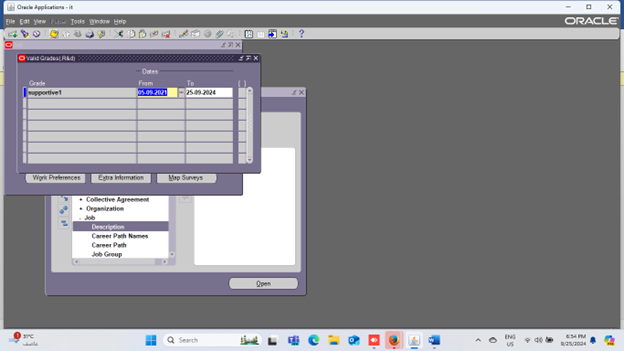 Oracle Applications - it
File Edit View Folder Tools Window Help
ORACLE
Valid Grades(,R&d)
Dates
Grade From To [ ]
supportive1 05-09-2021 25-09-2024
Work Preferences Extra Information Map Surveys
+ Collective Agreement
+ Organization
- Job
Description
Career Path Names
Career Path
Job Group
Open
1
31°C
Search
ENG
US
6:54 PM
9/25/2024